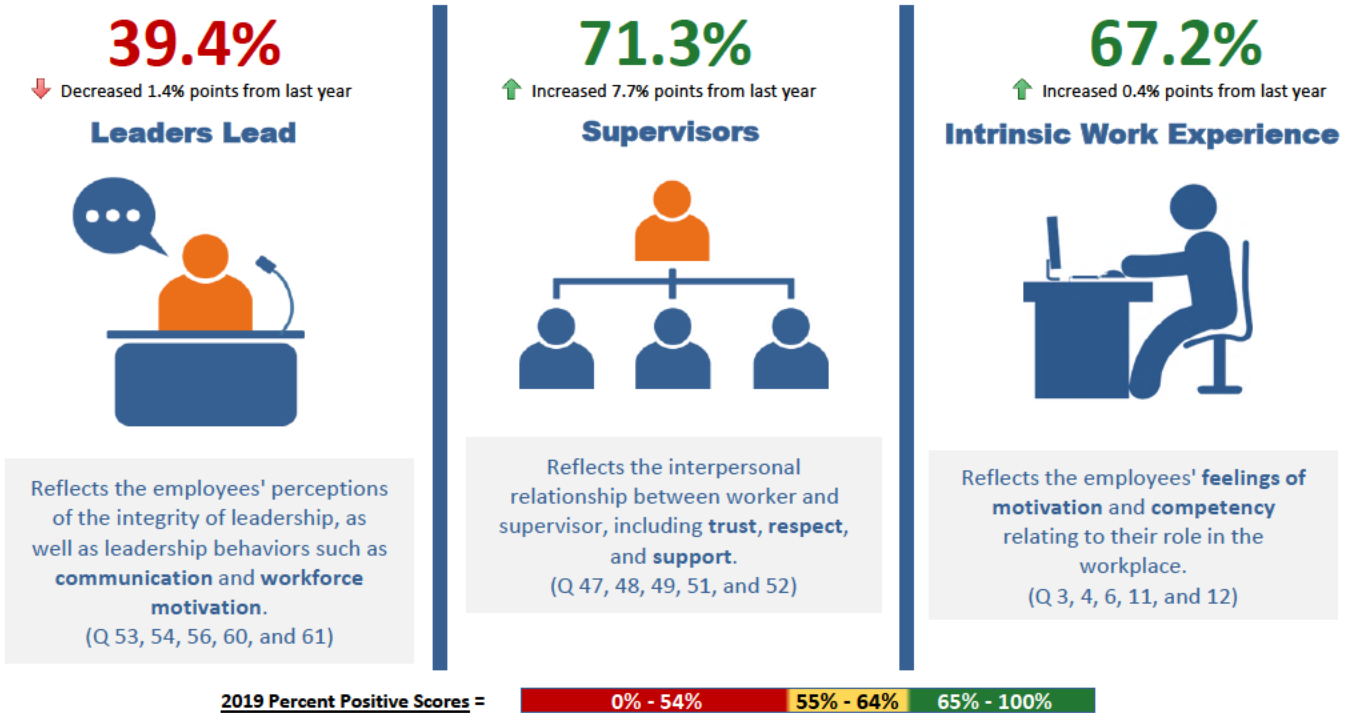 39.4%
Decreased 1.4% points from last year
Leaders Lead
Reflects the employees' perceptions
of the integrity of leadership, as
well as leadership behaviors such as
communication and workforce
motivation.
(Q 53, 54, 56, 60, and 61)
71.3%
Increased 7.7% points from last year
Supervisors
Reflects the interpersonal
relationship between worker and
supervisor, including trust, respect,
and support.
(Q 47, 48, 49, 51, and 52)
67.2%
Increased 0.4% points from last year
Intrinsic Work Experience
Reflects the employees' feelings of
motivation and competency
relating to their role in the
workplace.
(Q 3, 4, 6, 11, and 12)
2019 Percent Positive Scores = 0% - 54% 55% - 64% 65% - 100%